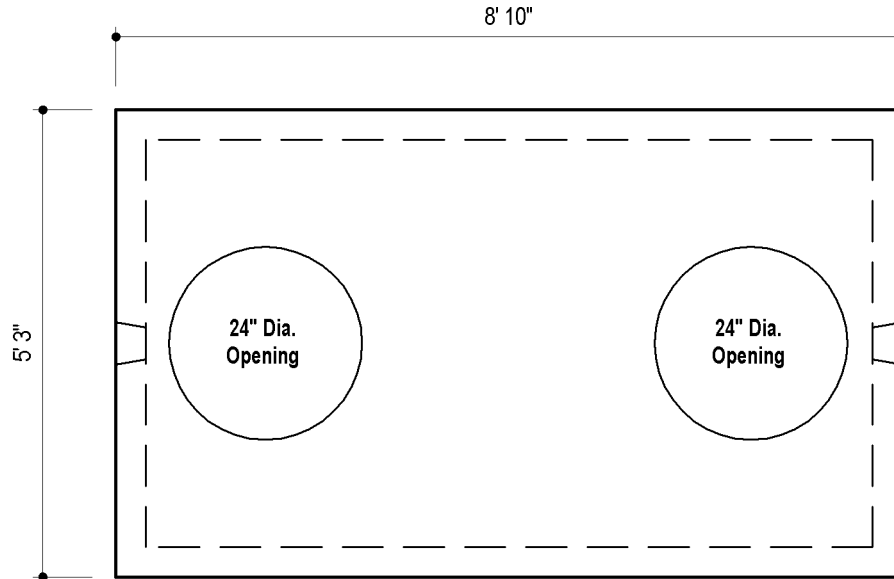 8' 10"
5' 3"
24" Dia.
Opening
24" Dia.
Opening